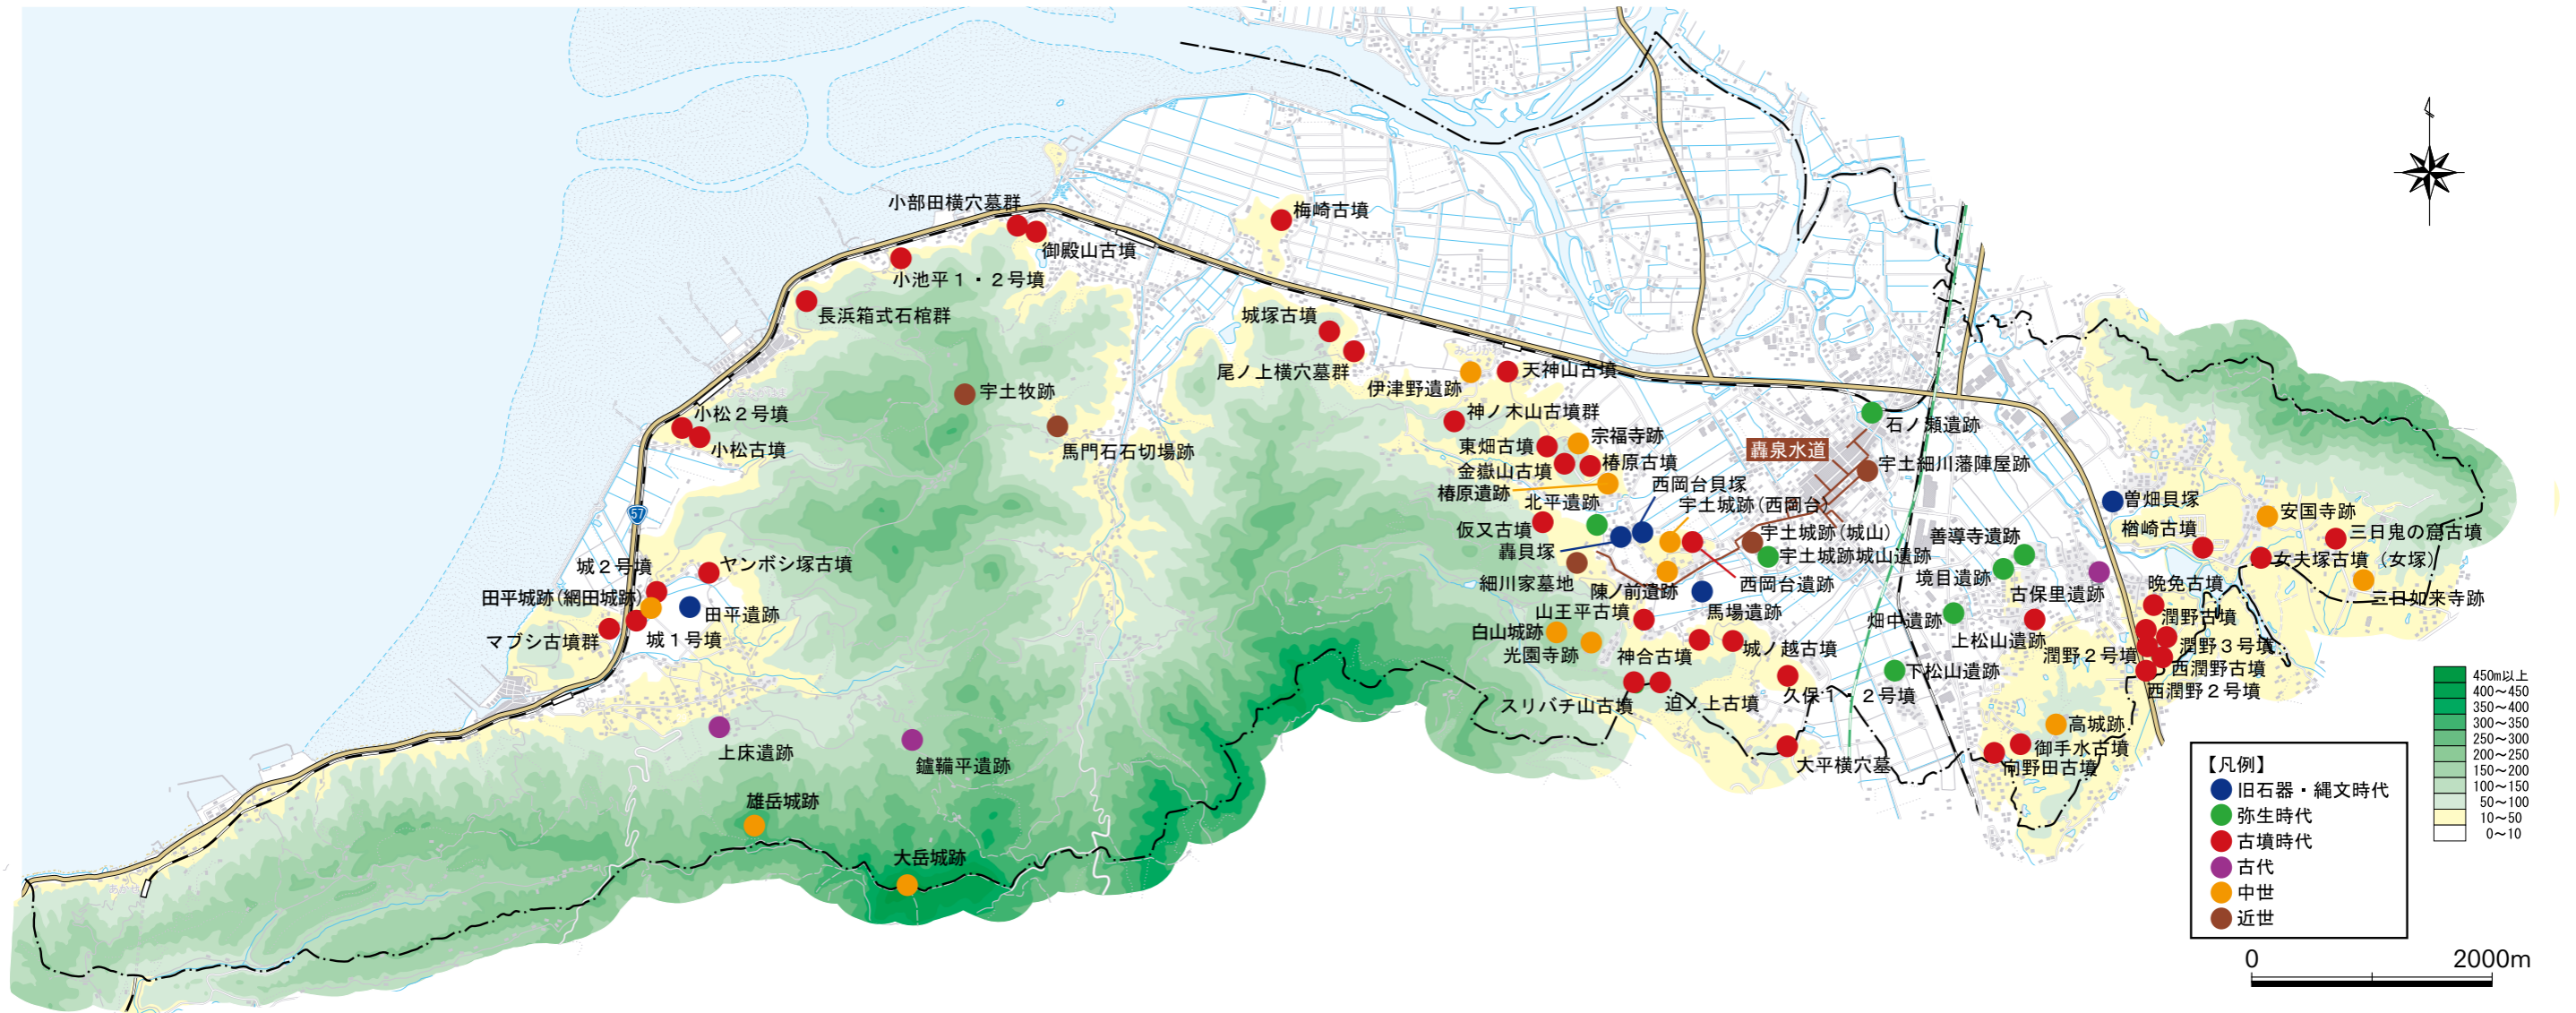 小部田横穴墓群
御殿山古墳
梅崎古墳
小池平１・２号墳
長浜箱式石棺群
城塚古墳
尾ノ上横穴墓群
みどりかわ
伊津野遺跡
天神山古墳
宇土牧跡
馬門石石切場跡
小松２号墳
小松古墳
神ノ木山古墳群
東畑古墳
宗福寺跡
金嶽山古墳
椿原古墳
椿原遺跡
北平遺跡
西岡台貝塚
宇土城跡(西岡台)
轟泉水道
石ノ瀬遺跡
宇土細川藩陣屋跡
仮又古墳
轟貝塚
宇土城跡(城山)
宇土城跡城山遺跡
細川家墓地
陳ノ前遺跡
西岡台遺跡
馬場遺跡
曽畑貝塚
楢崎古墳
安国寺跡
三日鬼の窟古墳
女夫塚古墳（女塚）
三日如来寺跡
善導寺遺跡
境目遺跡
古保里遺跡
晩免古墳
潤野古墳
潤野３号墳
潤野２号墳
西潤野古墳
西潤野２号墳
畑中遺跡
上松山遺跡
下松山遺跡
57
城２号墳
ヤンボシ塚古墳
田平城跡(網田城跡)
田平遺跡
マブシ古墳群
城１号墳
おうだ
山王平古墳
白山城跡
光園寺跡
神合古墳
城ノ越古墳
スリバチ山古墳
迫ノ上古墳
久保１・２号墳
大平横穴墓
高城跡
御手水古墳
向野田古墳
上床遺跡
鑪鞴平遺跡
雄岳城跡
大岳城跡
あかせ
【凡例】
旧石器・縄文時代
弥生時代
古墳時代
古代
中世
近世
450m以上
400～450
350～400
300～350
250～300
200～250
150～200
100～150
50～100
10～50
0～10
0
2000m